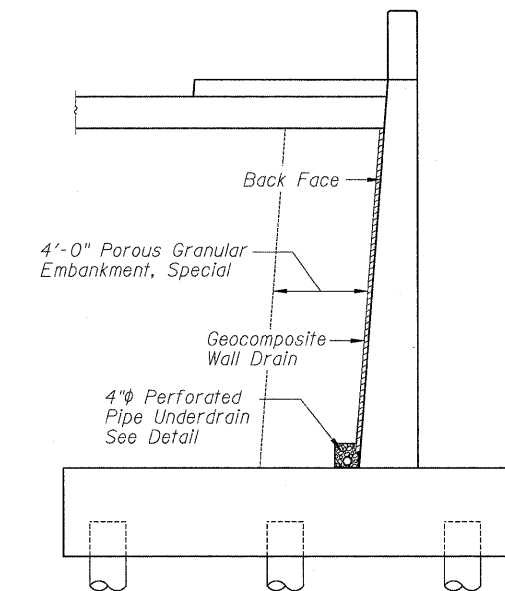 Back Face
4'-0" Porous Granular
Embankment, Special
Geocomposite
Wall Drain
4"ϕ Perforated
Pipe Underdrain
See Detail